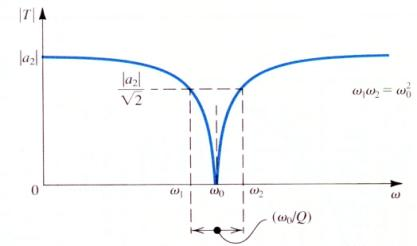 |T|
|a₂|
|a₂|/√2
ω₁ω₂ = ω₀²
0
ω₁ ω₀ ω₂ ω
(ω₀/Q)